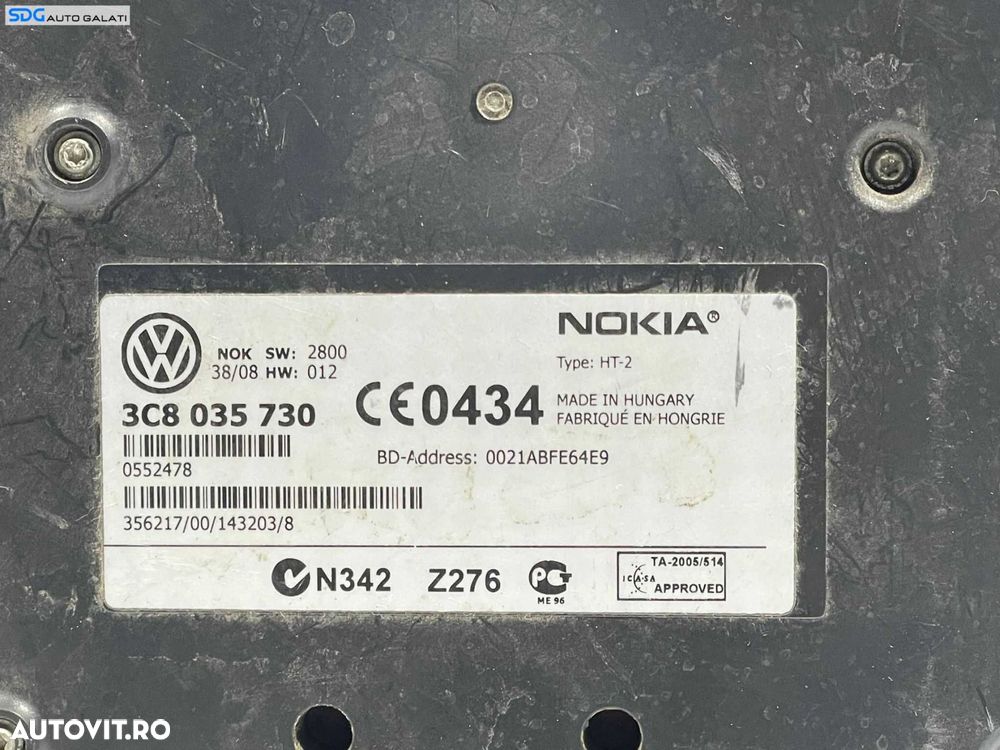 SDG AUTO GALATI
NOKIA®
NOK SW: 2800
38/08 HW: 012
Type: HT-2
3C8 035 730
CE0434
MADE IN HUNGARY
FABRIQUÉ EN HONGRIE
0552478
BD-Address: 0021ABFE64E9
356217/00/143203/8
N342
Z276
PCT
ME 96
TA-2005/514
ICASA
APPROVED
AUTOVIT.RO